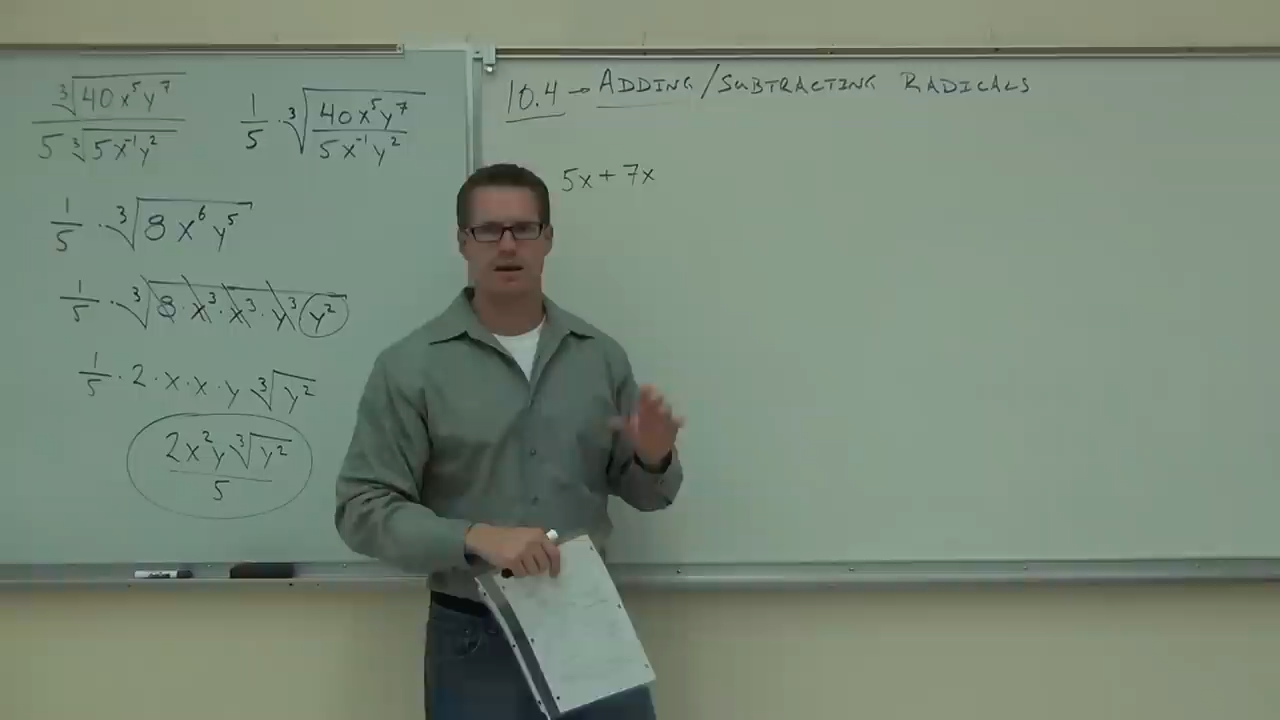 ∛(40x⁵y⁷) / 5∛(5x⁻¹y²)
1/5 · ∛(40x⁵y⁷ / 5x⁻¹y²)
1/5 · ∛(8x⁶y⁵)
1/5 · ∛(8·x³·x³·y³ y²)
1/5 · 2 · x · x · y ∛(y²)
2x²y∛(y²) / 5
10.4 → ADDING/SUBTRACTING RADICALS
5x + 7x